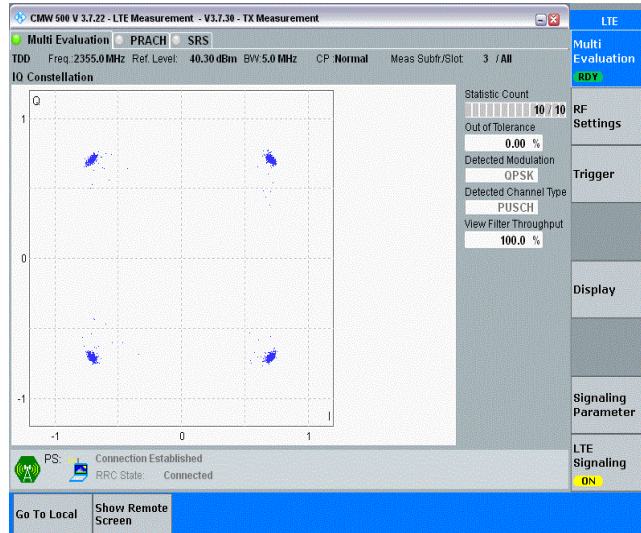 CMW 500 V 3.7.22 - LTE Measurement - V3.7.30 - TX Measurement
LTE
Multi Evaluation PRACH SRS
TDD Freq.:2355.0 MHz Ref. Level: 40.30 dBm BW:5.0 MHz CP :Normal Meas Subfr./Slot: 3 / All
IQ Constellation
Q
1
0
-1
-1 0 1
I
Statistic Count
10 / 10
Out of Tolerance
0.00 %
Detected Modulation
QPSK
Detected Channel Type
PUSCH
View Filter Throughput
100.0 %
PS: Connection Established
RRC State: Connected
Multi
Evaluation
RDY
RF
Settings
Trigger
Display
Signaling
Parameter
LTE
Signaling
ON
Go To Local
Show Remote
Screen